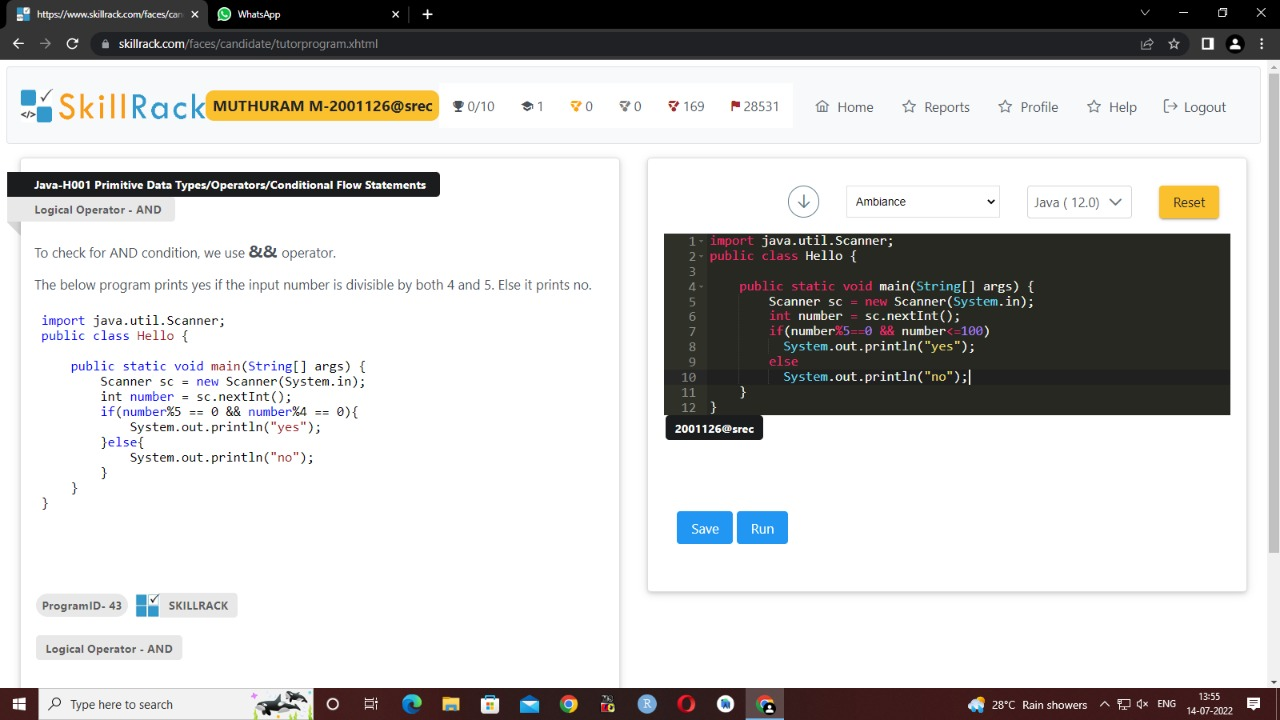 https://www.skillrack.com/faces/can
WhatsApp
skillrack.com/faces/candidate/tutorprogram.xhtml
SkillRack
MUTHURAM M-2001126@srec
0/10
1
0
0
169
28531
Home
Reports
Profile
Help
Logout
Java-H001 Primitive Data Types/Operators/Conditional Flow Statements
Logical Operator - AND
To check for AND condition, we use && operator.
The below program prints yes if the input number is divisible by both 4 and 5. Else it prints no.
import java.util.Scanner;
public class Hello {
public static void main(String[] args) {
Scanner sc = new Scanner(System.in);
int number = sc.nextInt();
if(number%5 == 0 && number%4 == 0){
System.out.println("yes");
}else{
System.out.println("no");
}
}
}
ProgramID- 43
SKILLRACK
Logical Operator - AND
Ambiance
Java ( 12.0)
Reset
1 import java.util.Scanner;
2 public class Hello {
3
4 public static void main(String[] args) {
5 Scanner sc = new Scanner(System.in);
6 int number = sc.nextInt();
7 if(number%5==0 && number<=100)
8 System.out.println("yes");
9 else
10 System.out.println("no");
11 }
12 }
2001126@srec
Save
Run
Type here to search
28°C Rain showers
ENG
13:55
14-07-2022